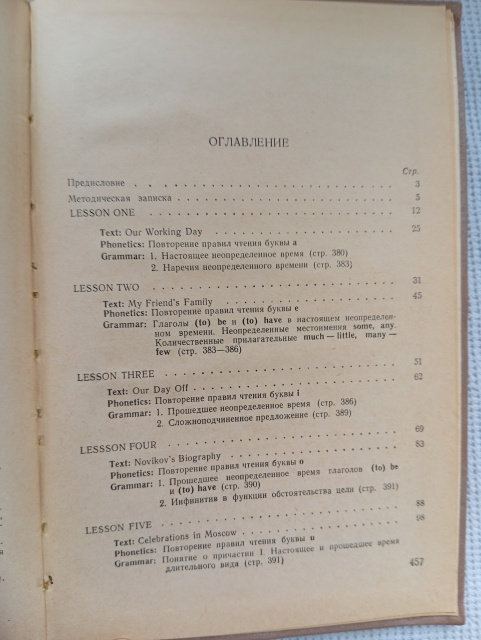 ОГЛАВЛЕНИЕ
Стр.
Предисловие . . . . . . . . . . . . . . . . . . . . 3
Методическая записка . . . . . . . . . . . . . . . . . . . . 5
LESSON ONE . . . . . . . . . . . . . . . . . . . . 12
Text: Our Working Day . . . . . . . . . . . . . . . 25
Phonetics: Повторение правил чтения буквы a
Grammar: 1. Настоящее неопределенное время (стр. 380)
2. Наречия неопределенного времени (стр. 383)
LESSON TWO . . . . . . . . . . . . . . . . . . . . 31
Text: My Friend's Family . . . . . . . . . . . . . . . 45
Phonetics: Повторение правил чтения буквы e
Grammar: Глаголы (to) be и (to) have в настоящем неопределен-
ном времени. Неопределенные местоимения some, any.
Количественные прилагательные much — little, many —
few (стр. 383—386)
LESSON THREE . . . . . . . . . . . . . . . . . . . . 51
Text: Our Day Off . . . . . . . . . . . . . . . 62
Phonetics: Повторение правил чтения буквы i
Grammar: 1. Прошедшее неопределенное время (стр. 386)
2. Сложноподчиненное предложение (стр. 389)
LESSSON FOUR . . . . . . . . . . . . . . . . . . . . 69
Text: Novikov's Biography . . . . . . . . . . . . . . . 83
Phonetics: Повторение правил чтения буквы o
Grammar: 1. Прошедшее неопределенное время глаголов (to) be
и (to) have (стр. 390)
2. Инфинитив в функции обстоятельства цели (стр. 391)
LESSON FIVE . . . . . . . . . . . . . . . . . . . . 88
Text: Celebrations in Moscow . . . . . . . . . . . . . . . 98
Phonetics: Повторение правил чтения буквы u
Grammar: Понятие о причастии I. Настоящее и прошедшее время
длительного вида (стр. 391)
457